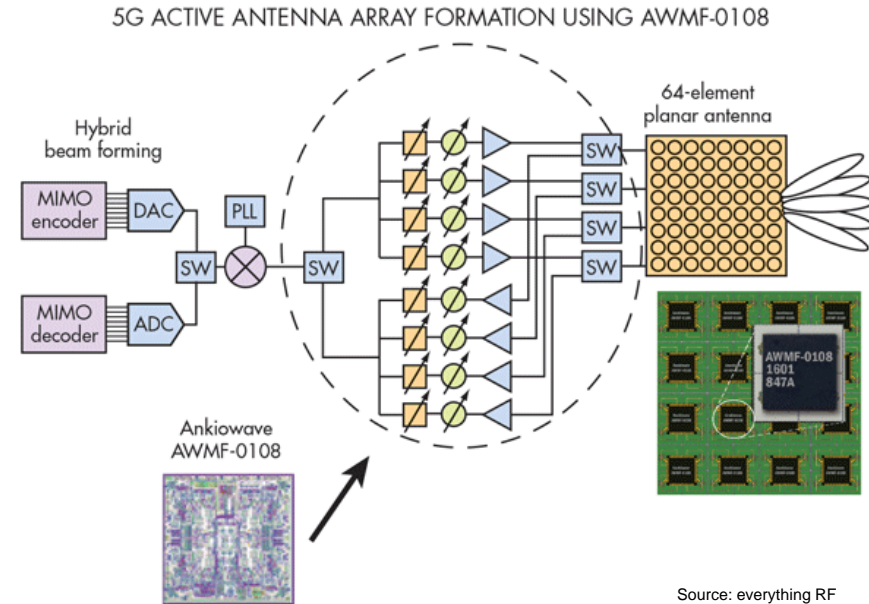 5G ACTIVE ANTENNA ARRAY FORMATION USING AWMF-0108
64-element
planar antenna
Hybrid
beam forming
MIMO
encoder
DAC
PLL
SW
SW
SW
SW
SW
SW
MIMO
decoder
ADC
AWMF-0108
1601
847A
Ankiowave
AWMF-0108
Source: everything RF